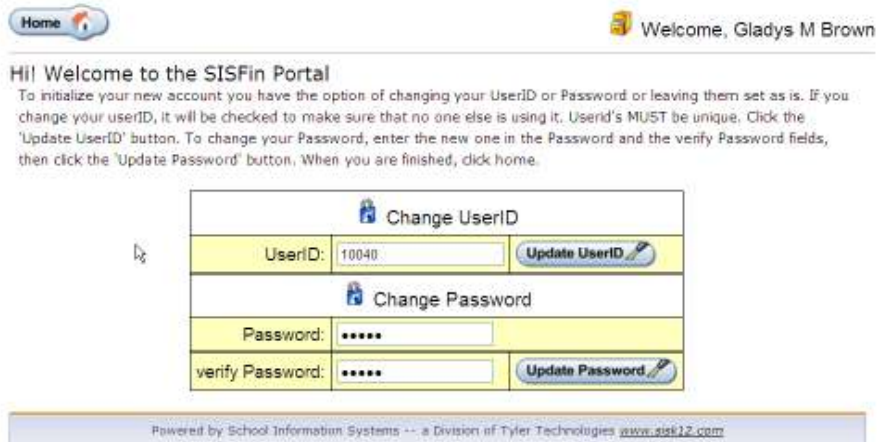 Home
Welcome, Gladys M Brown
Hi! Welcome to the SISFin Portal
To initialize your new account you have the option of changing your UserID or Password or leaving them set as is. If you
change your userID, it will be checked to make sure that no one else is using it. Userid's MUST be unique. Click the
'Update UserID' button. To change your Password, enter the new one in the Password and the verify Password fields,
then click the 'Update Password' button. When you are finished, click home.
Change UserID
UserID: 10040 Update UserID
Change Password
Password: •••••
verify Password: ••••• Update Password
Powered by School Information Systems -- a Division of Tyler Technologies www.sisk12.com